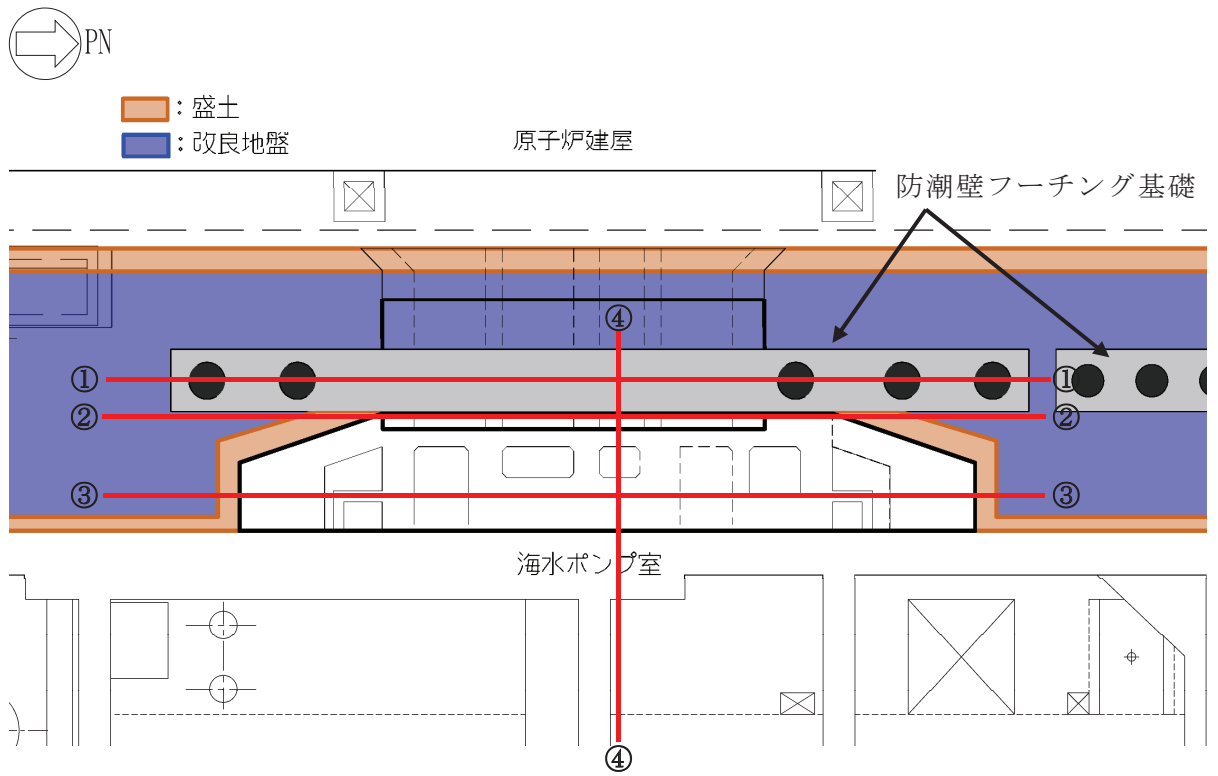 PN
：盛土
：改良地盤
原子炉建屋
防潮壁フーチング基礎
④
① ①
② ②
③ ③
海水ポンプ室
④